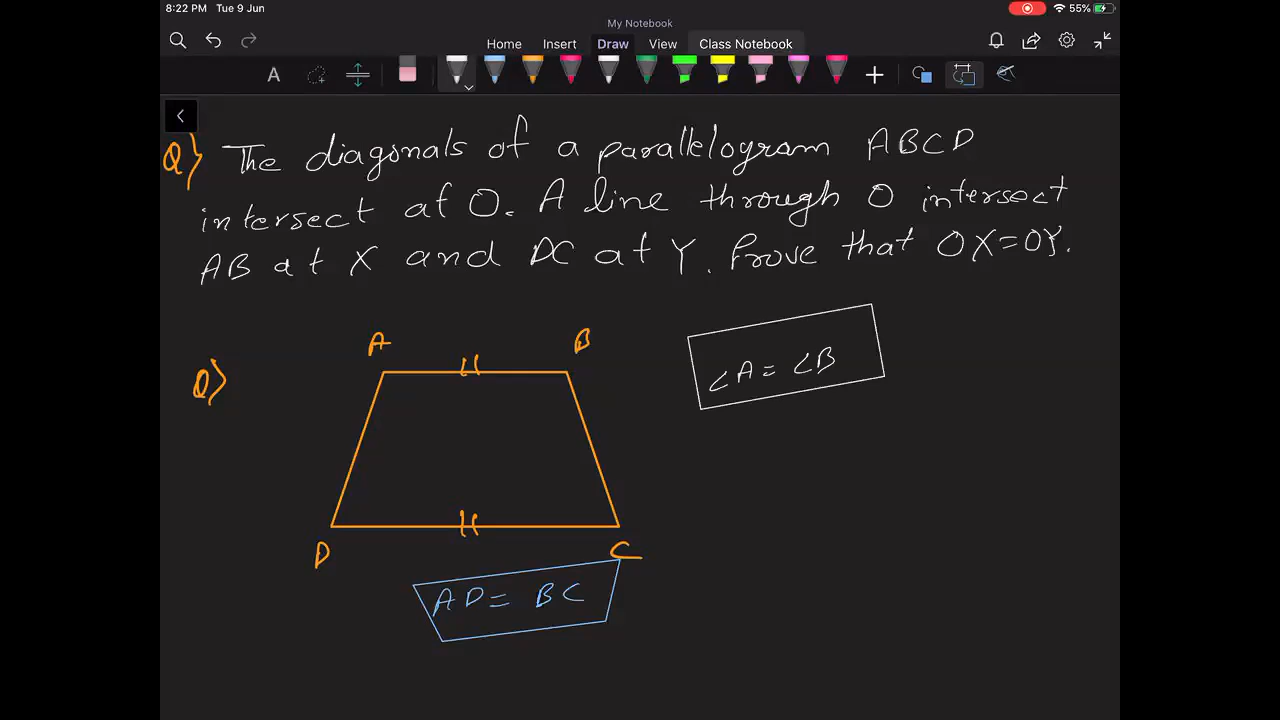 8:22 PM Tue 9 Jun
55%
My Notebook
Home Insert Draw View Class Notebook
A
Q) The diagonals of a parallelogram ABCD
intersect at O. A line through O intersect
AB at X and DC at Y. Prove that OX=OY.
A B
Q)
∠A = ∠B
D C
AD = BC